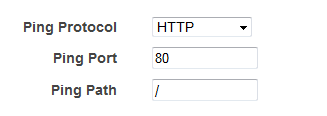 Ping Protocol HTTP
Ping Port 80
Ping Path /